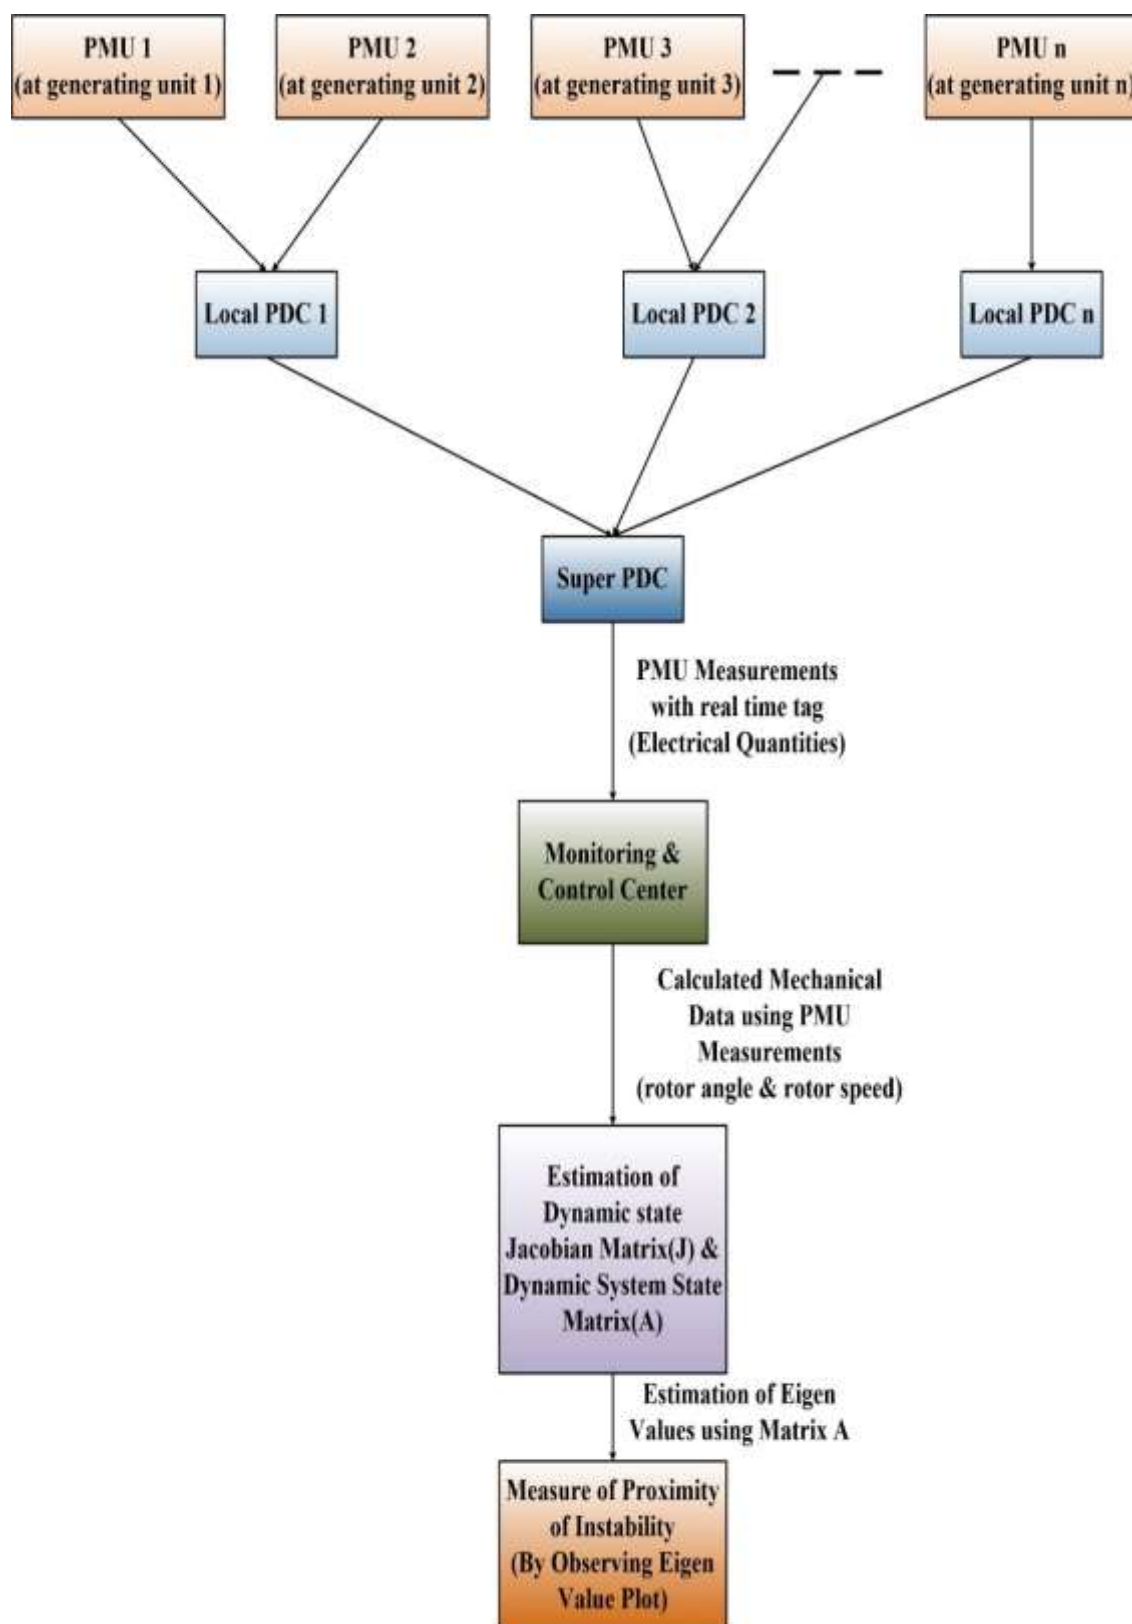 PMU 1
(at generating unit 1)
PMU 2
(at generating unit 2)
PMU 3
(at generating unit 3)
PMU n
(at generating unit n)
Local PDC 1
Local PDC 2
Local PDC n
Super PDC
PMU Measurements
with real time tag
(Electrical Quantities)
Monitoring &
Control Center
Calculated Mechanical
Data using PMU
Measurements
(rotor angle & rotor speed)
Estimation of
Dynamic state
Jacobian Matrix(J) &
Dynamic System State
Matrix(A)
Estimation of Eigen
Values using Matrix A
Measure of Proximity
of Instability
(By Observing Eigen
Value Plot)